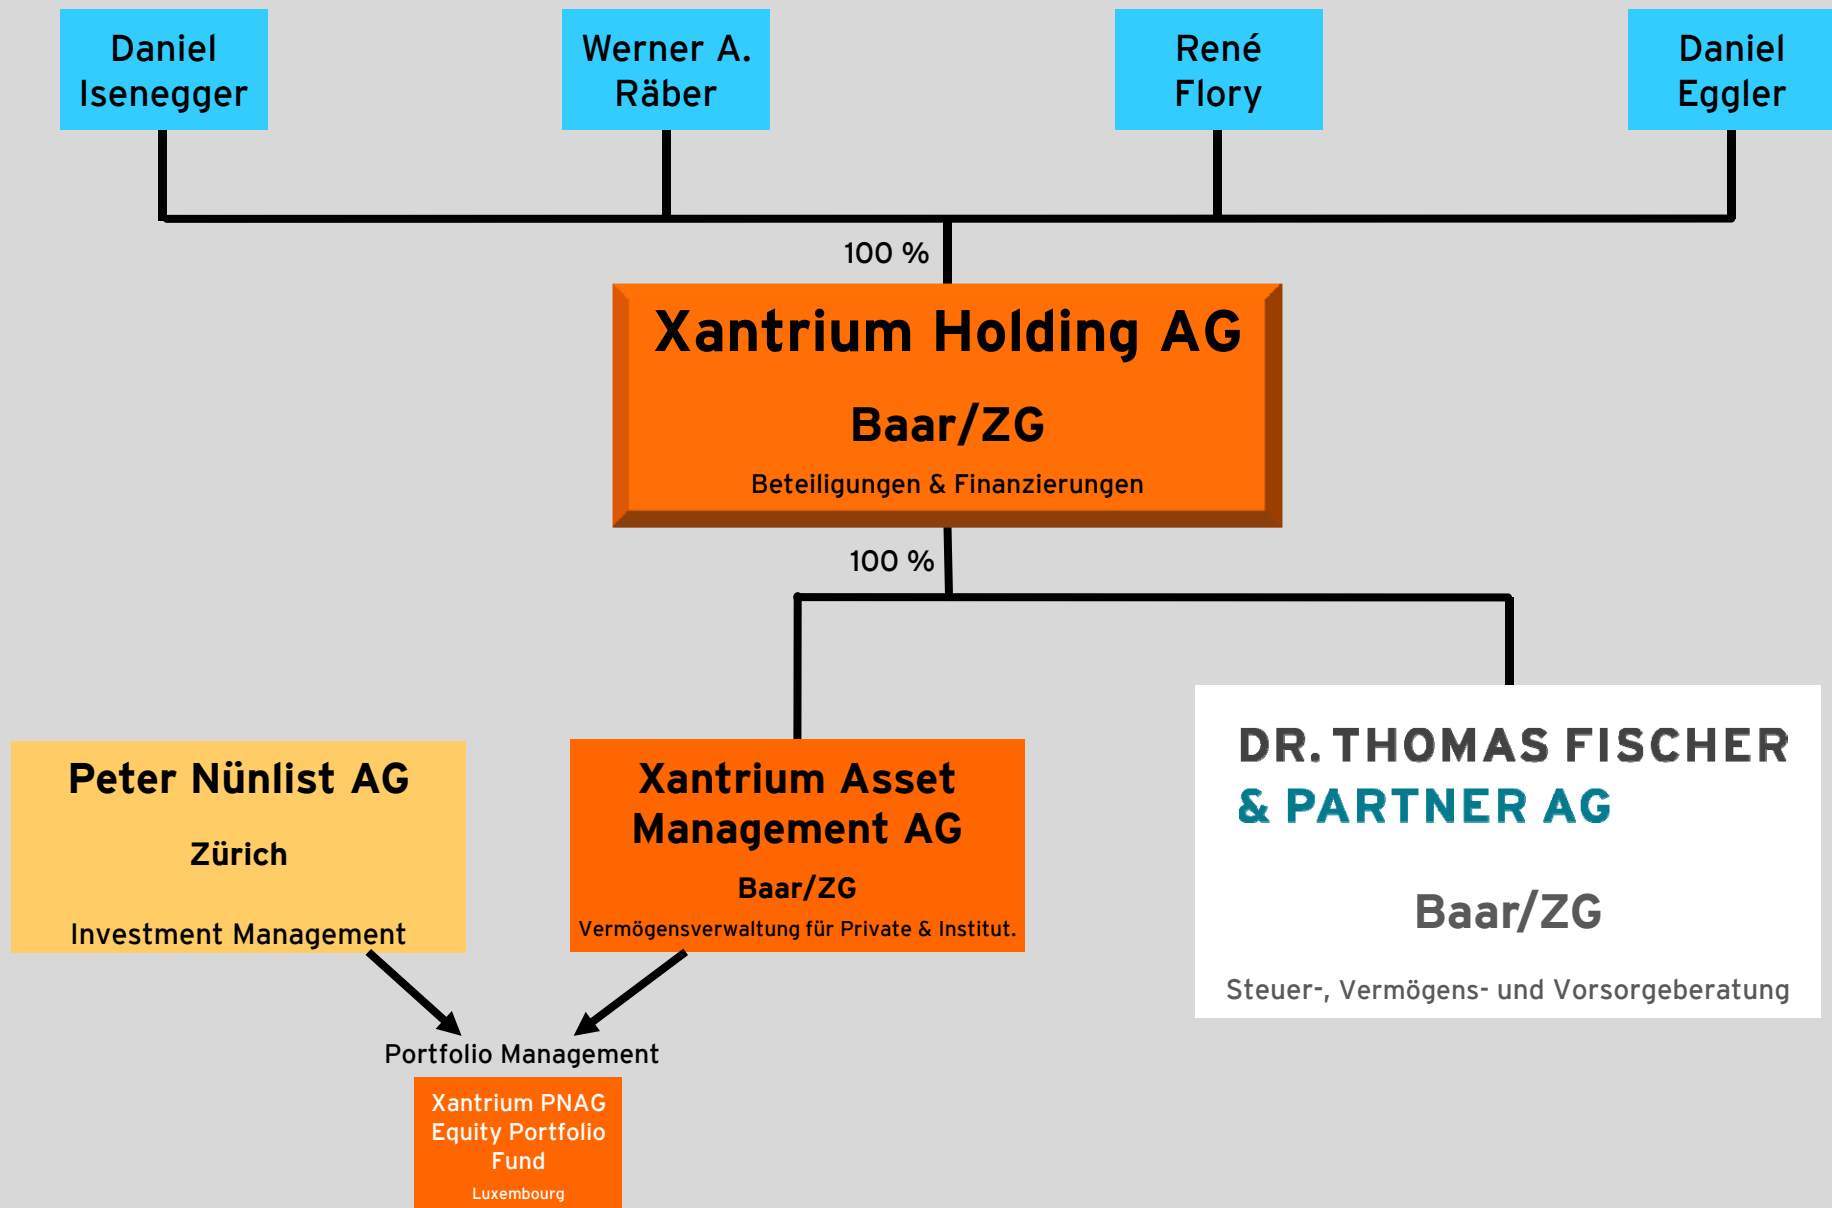 Daniel
Isenegger
Werner A.
Räber
René
Flory
Daniel
Eggler
100 %
Xantrium Holding AG
Baar/ZG
Beteiligungen & Finanzierungen
100 %
Peter Nünlist AG
Zürich
Investment Management
Xantrium Asset
Management AG
Baar/ZG
Vermögensverwaltung für Private & Institut.
DR. THOMAS FISCHER
& PARTNER AG
Baar/ZG
Steuer-, Vermögens- und Vorsorgeberatung
Portfolio Management
Xantrium PNAG
Equity Portfolio
Fund
Luxembourg